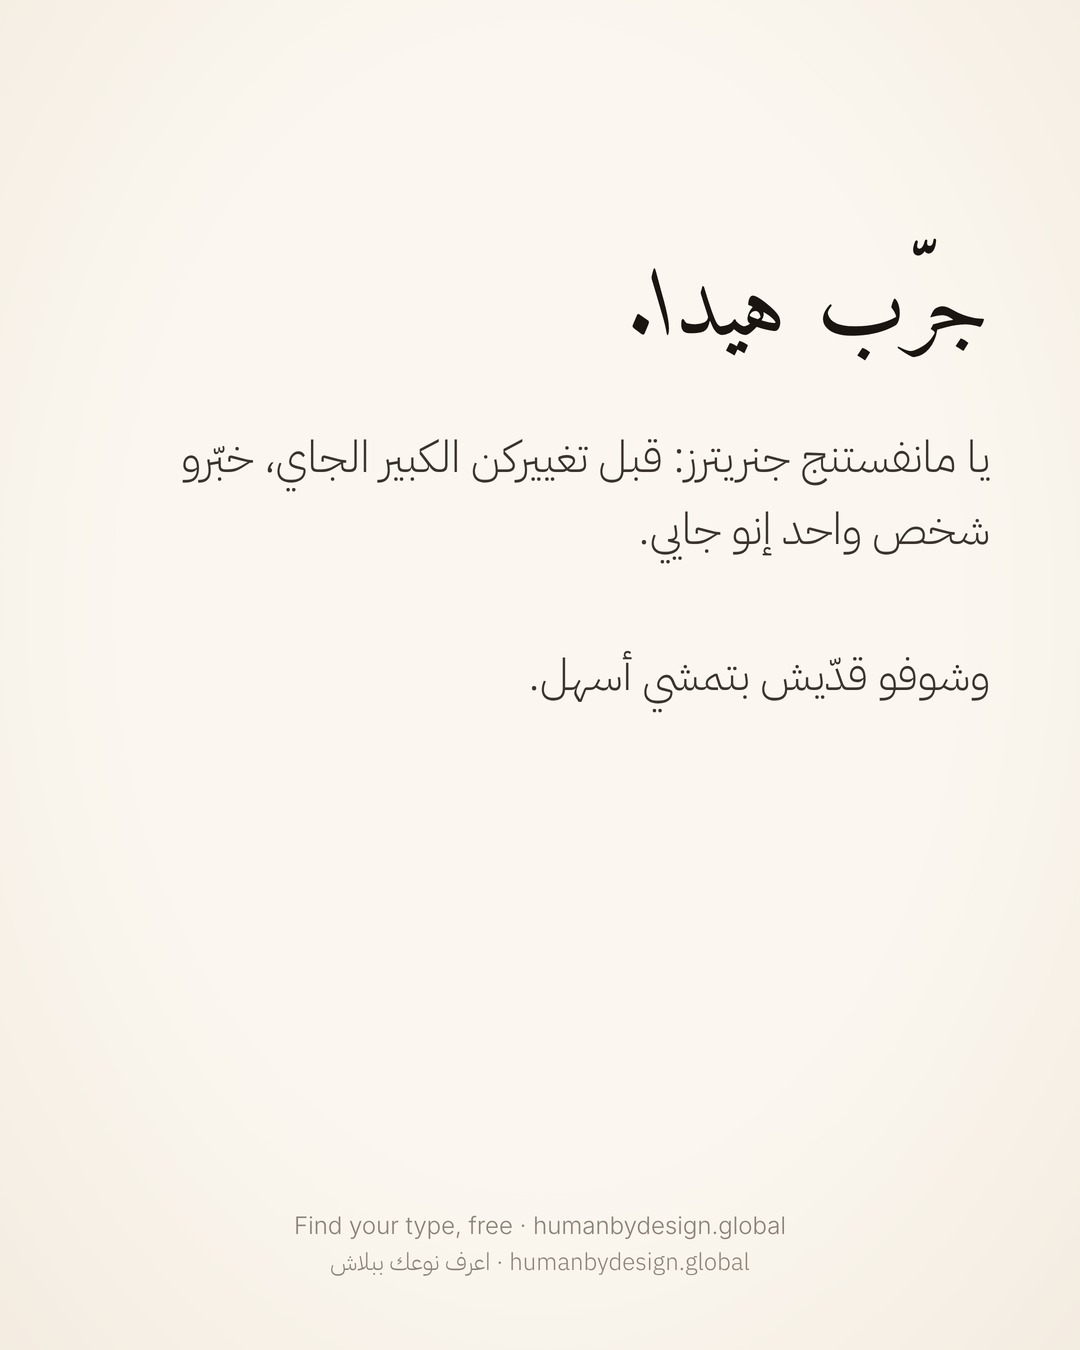 جرّب هيدا.
يا مانفستنج جنريترز: قبل تغييركن الكبير الجاي، خبّرو
شخص واحد إنو جايي.
وشوفو قدّيش بتمشي أسهل.
Find your type, free · humanbydesign.global
اعرف نوعك ببلاش · humanbydesign.global